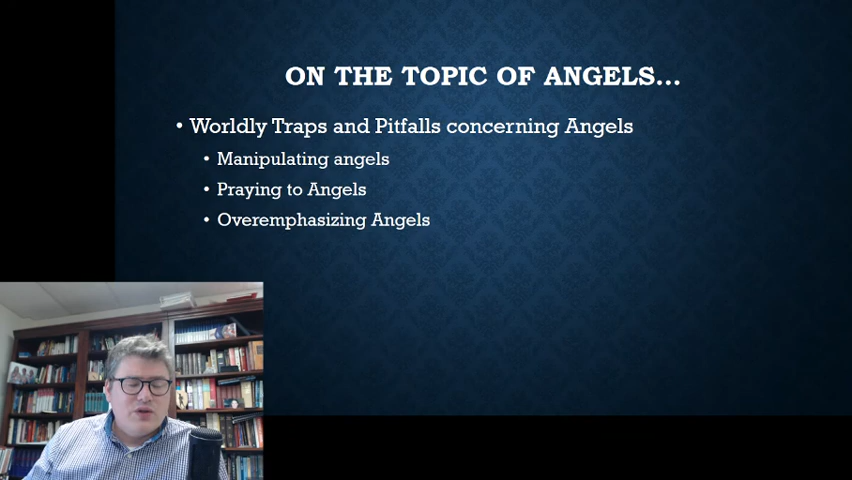 ON THE TOPIC OF ANGELS...
• Worldly Traps and Pitfalls concerning Angels
• Manipulating angels
• Praying to Angels
• Overemphasizing Angels